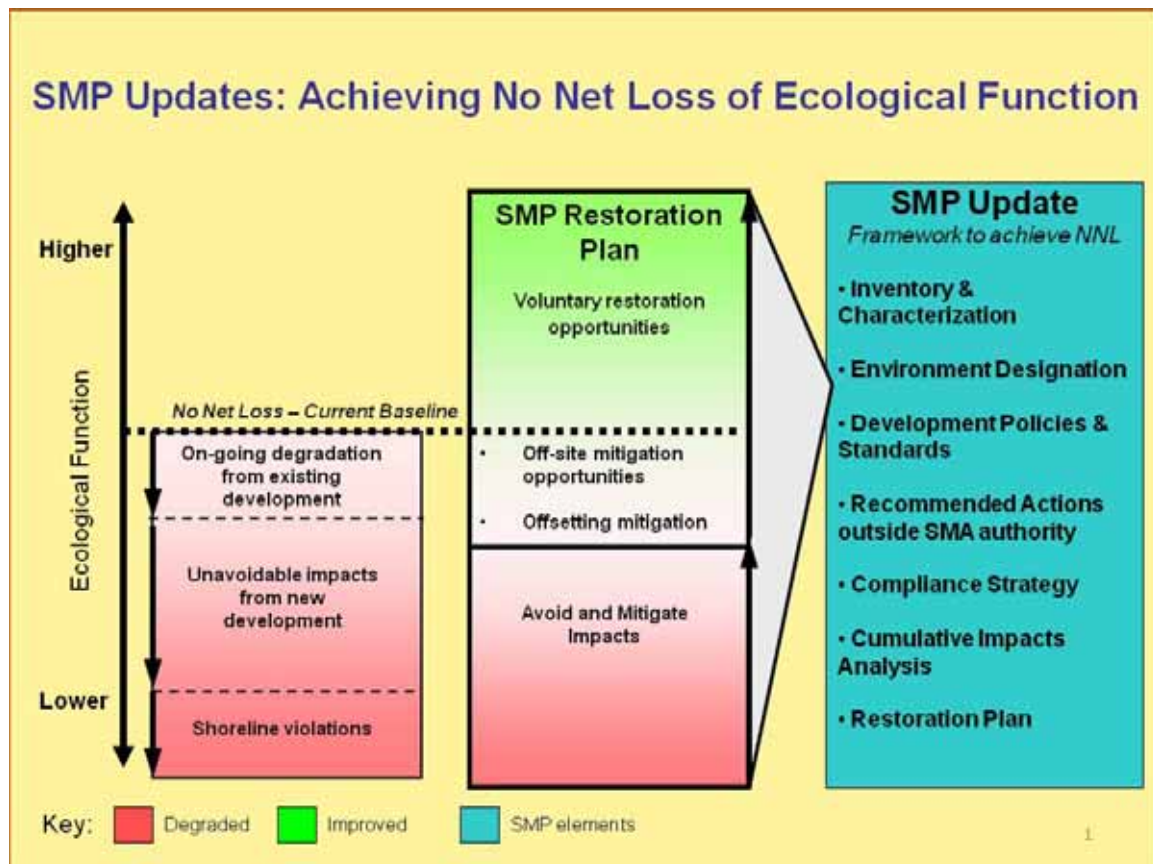 SMP Updates: Achieving No Net Loss of Ecological Function
Higher
Ecological Function
Lower
No Net Loss – Current Baseline
On-going degradation
from existing
development
Unavoidable impacts
from new
development
Shoreline violations
SMP Restoration
Plan
Voluntary restoration
opportunities
• Off-site mitigation
opportunities
• Offsetting mitigation
Avoid and Mitigate
Impacts
SMP Update
Framework to achieve NNL
• Inventory &
Characterization
• Environment Designation
• Development Policies &
Standards
• Recommended Actions
outside SMA authority
• Compliance Strategy
• Cumulative Impacts
Analysis
• Restoration Plan
Key: Degraded Improved SMP elements
1